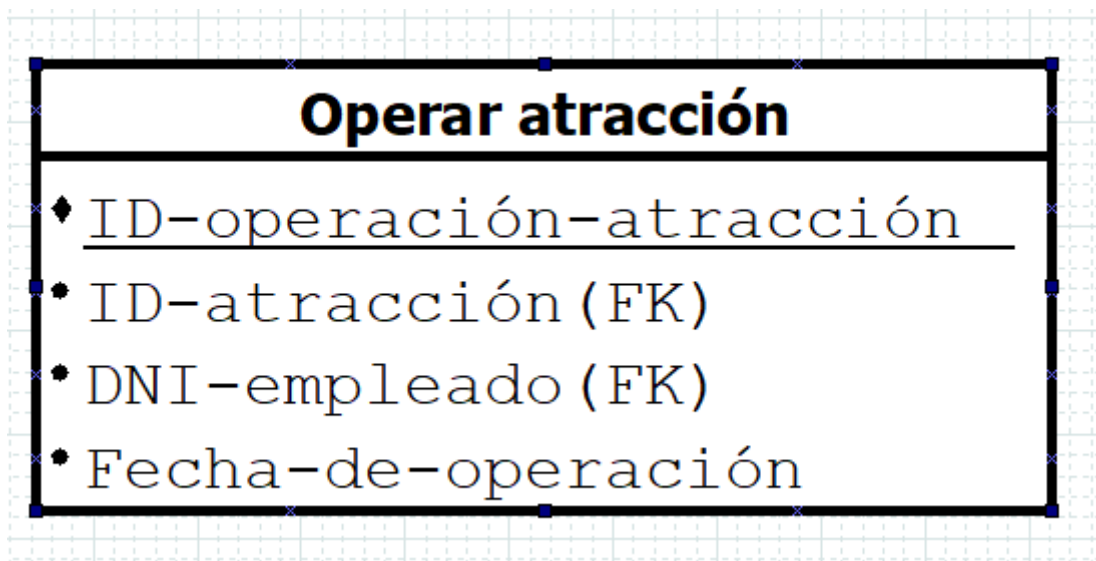 Operar atracción
ID-operación-atracción
ID-atracción(FK)
DNI-empleado(FK)
Fecha-de-operación